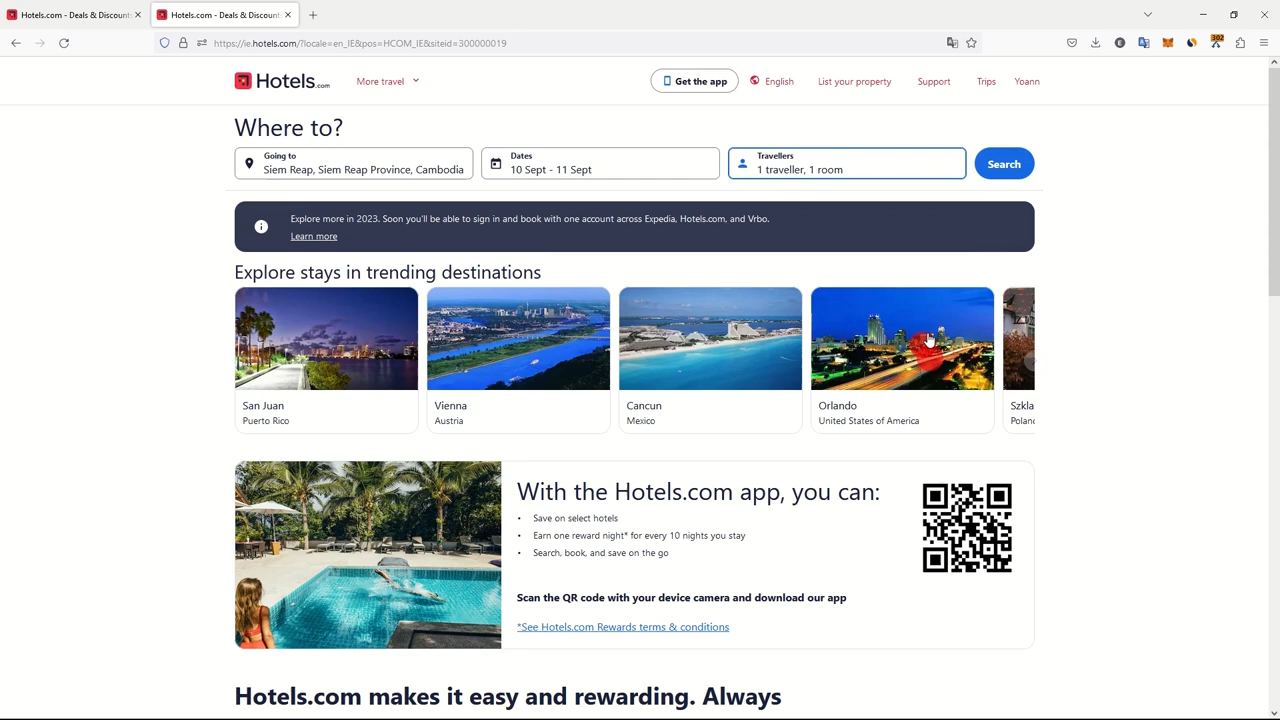 Hotels.com - Deals & Discount
Hotels.com - Deals & Discount
https://ie.hotels.com/?locale=en_IE&pos=HCOM_IE&siteid=300000019
302
Hotels.com
More travel
Get the app
English
List your property
Support
Trips
Yoann
Where to?
Going to
Siem Reap, Siem Reap Province, Cambodia
Dates
10 Sept - 11 Sept
Travellers
1 traveller, 1 room
Search
Explore more in 2023. Soon you'll be able to sign in and book with one account across Expedia, Hotels.com, and Vrbo.
Learn more
Explore stays in trending destinations
San Juan
Puerto Rico
Vienna
Austria
Cancun
Mexico
Orlando
United States of America
Szkla
Poland
With the Hotels.com app, you can:
• Save on select hotels
• Earn one reward night* for every 10 nights you stay
• Search, book, and save on the go
Scan the QR code with your device camera and download our app
*See Hotels.com Rewards terms & conditions
Hotels.com makes it easy and rewarding. Always